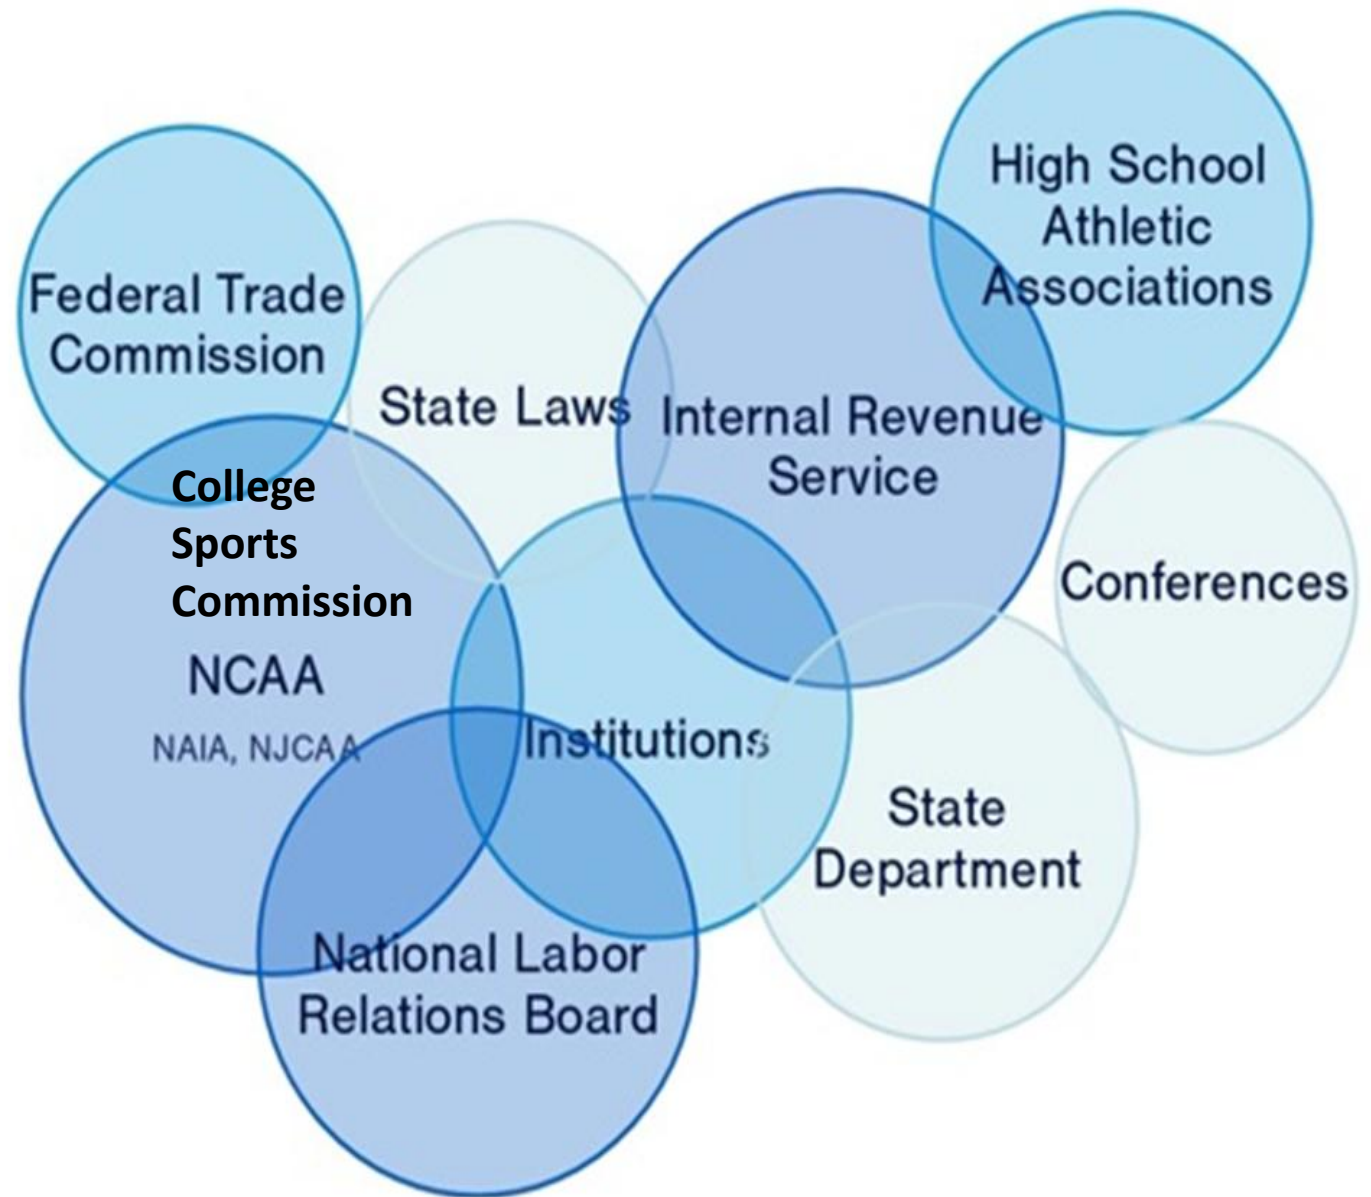 High School
Athletic
Associations
Federal Trade
Commission
State Laws
Internal Revenue
Service
College
Sports
Commission
NCAA
NAIA, NJCAA
Conferences
Institutions
State
Department
National Labor
Relations Board